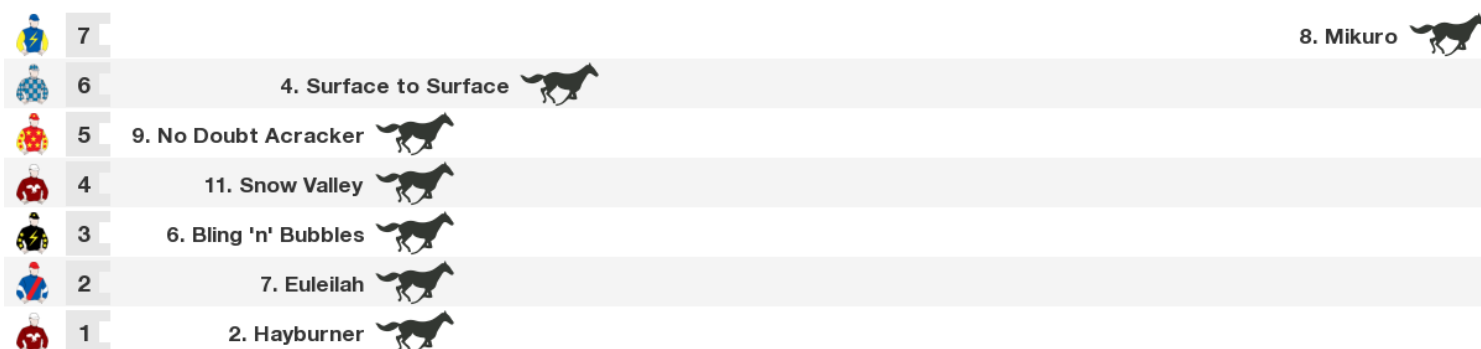 7 8. Mikuro
6 4. Surface to Surface
5 9. No Doubt Acracker
4 11. Snow Valley
3 6. Bling 'n' Bubbles
2 7. Euleilah
1 2. Hayburner